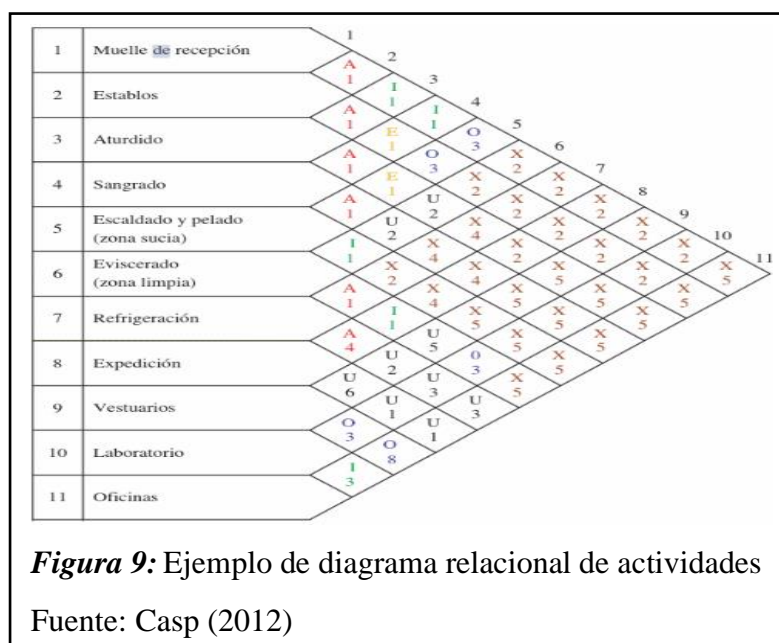 1
1 Muelle de recepción
2
A
1
3
I
1
4
2 Establos
A I
1 1
5
E O
1 3
6
3 Aturdido
A O X
1 3 2
7
E X X
1 2 2
8
4 Sangrado
A U X X
1 2 2 2
9
U X X X
2 4 2 2
10
5 Escaldado y pelado
(zona sucia)
I X X X X
1 4 2 2 2
11
X X X X X
2 4 5 5 5
6 Eviscerado
(zona limpia)
A X X X X
1 4 5 5 5
I X X X
1 5 5 5
7 Refrigeración
A U X X
4 5 5 5
U 0 X
2 3 5
8 Expedición
U U X
6 3 5
U U
1 3
9 Vestuarios
O U
3 1
O
8
10 Laboratorio
I
3
11 Oficinas
Figura 9: Ejemplo de diagrama relacional de actividades
Fuente: Casp (2012)